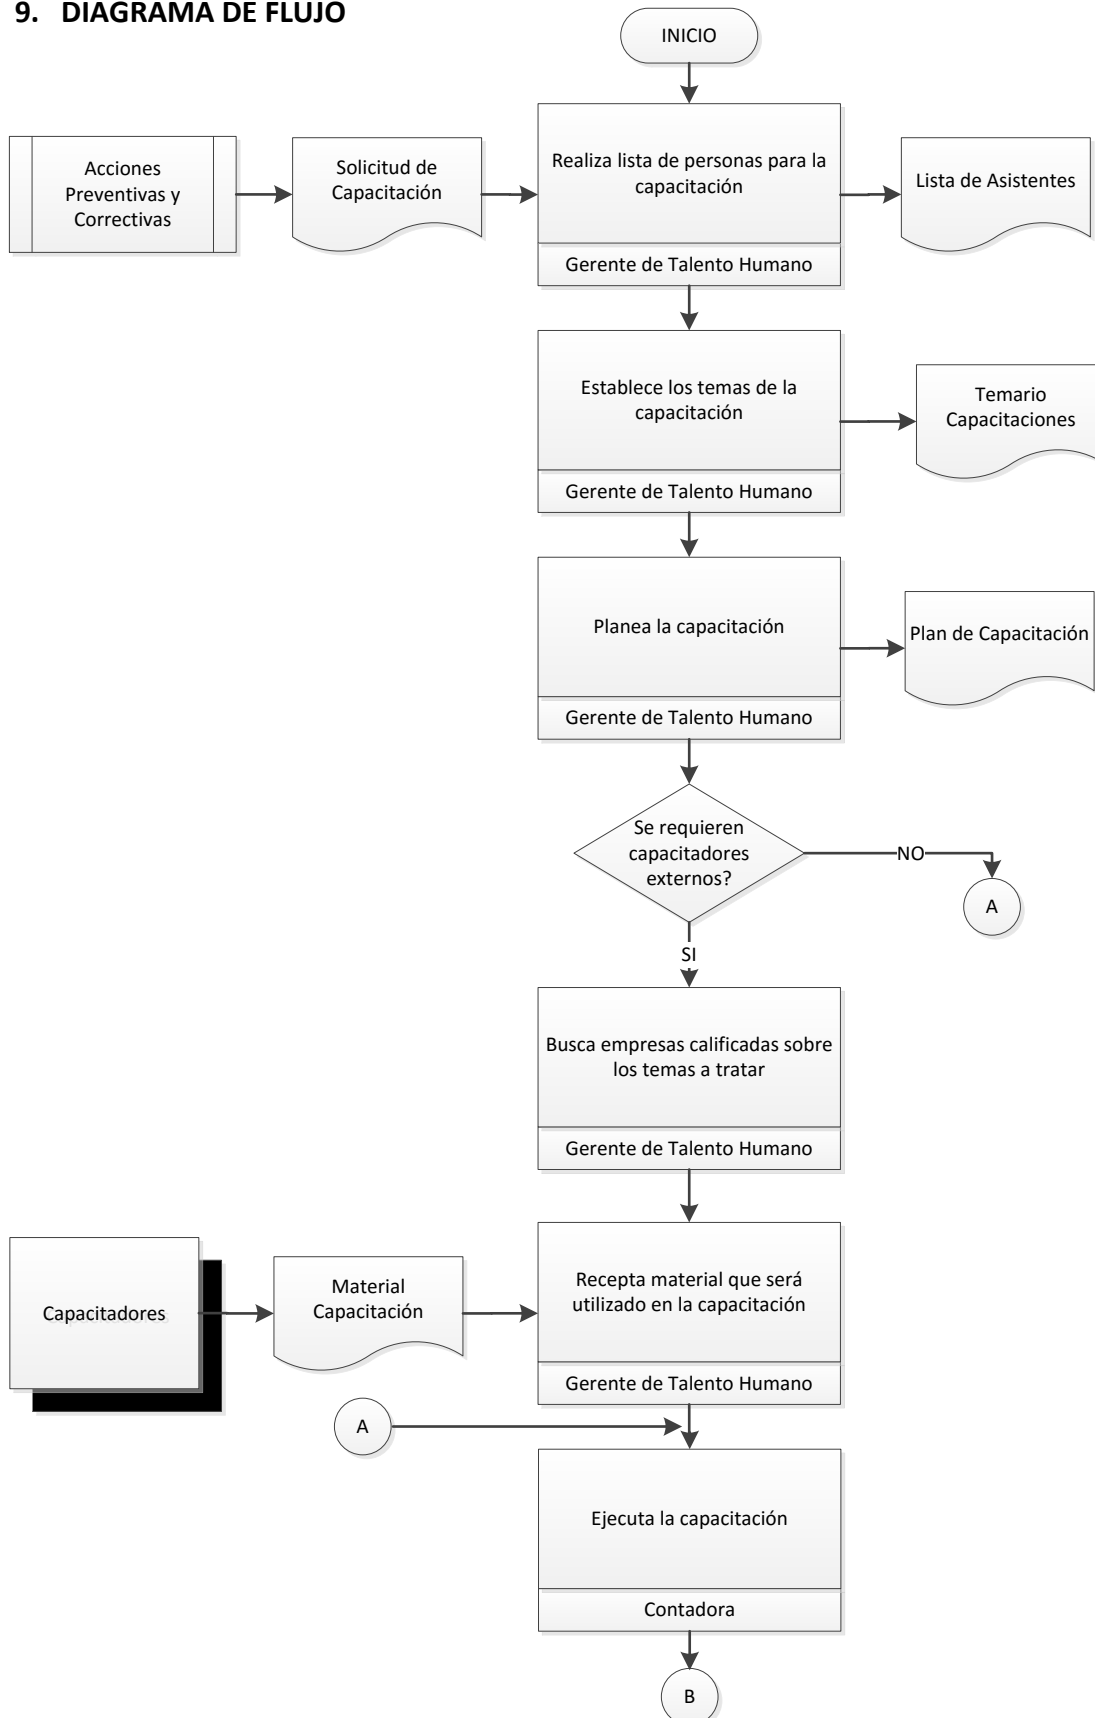 9. DIAGRAMA DE FLUJO
INICIO
Acciones
Preventivas y
Correctivas
Solicitud de
Capacitación
Realiza lista de personas para la
capacitación
Gerente de Talento Humano
Lista de Asistentes
Establece los temas de la
capacitación
Gerente de Talento Humano
Temario
Capacitaciones
Planea la capacitación
Gerente de Talento Humano
Plan de Capacitación
Se requieren
capacitadores
externos?
NO
A
SI
Busca empresas calificadas sobre
los temas a tratar
Gerente de Talento Humano
Capacitadores
Material
Capacitación
Recepta material que será
utilizado en la capacitación
Gerente de Talento Humano
A
Ejecuta la capacitación
Contadora
B